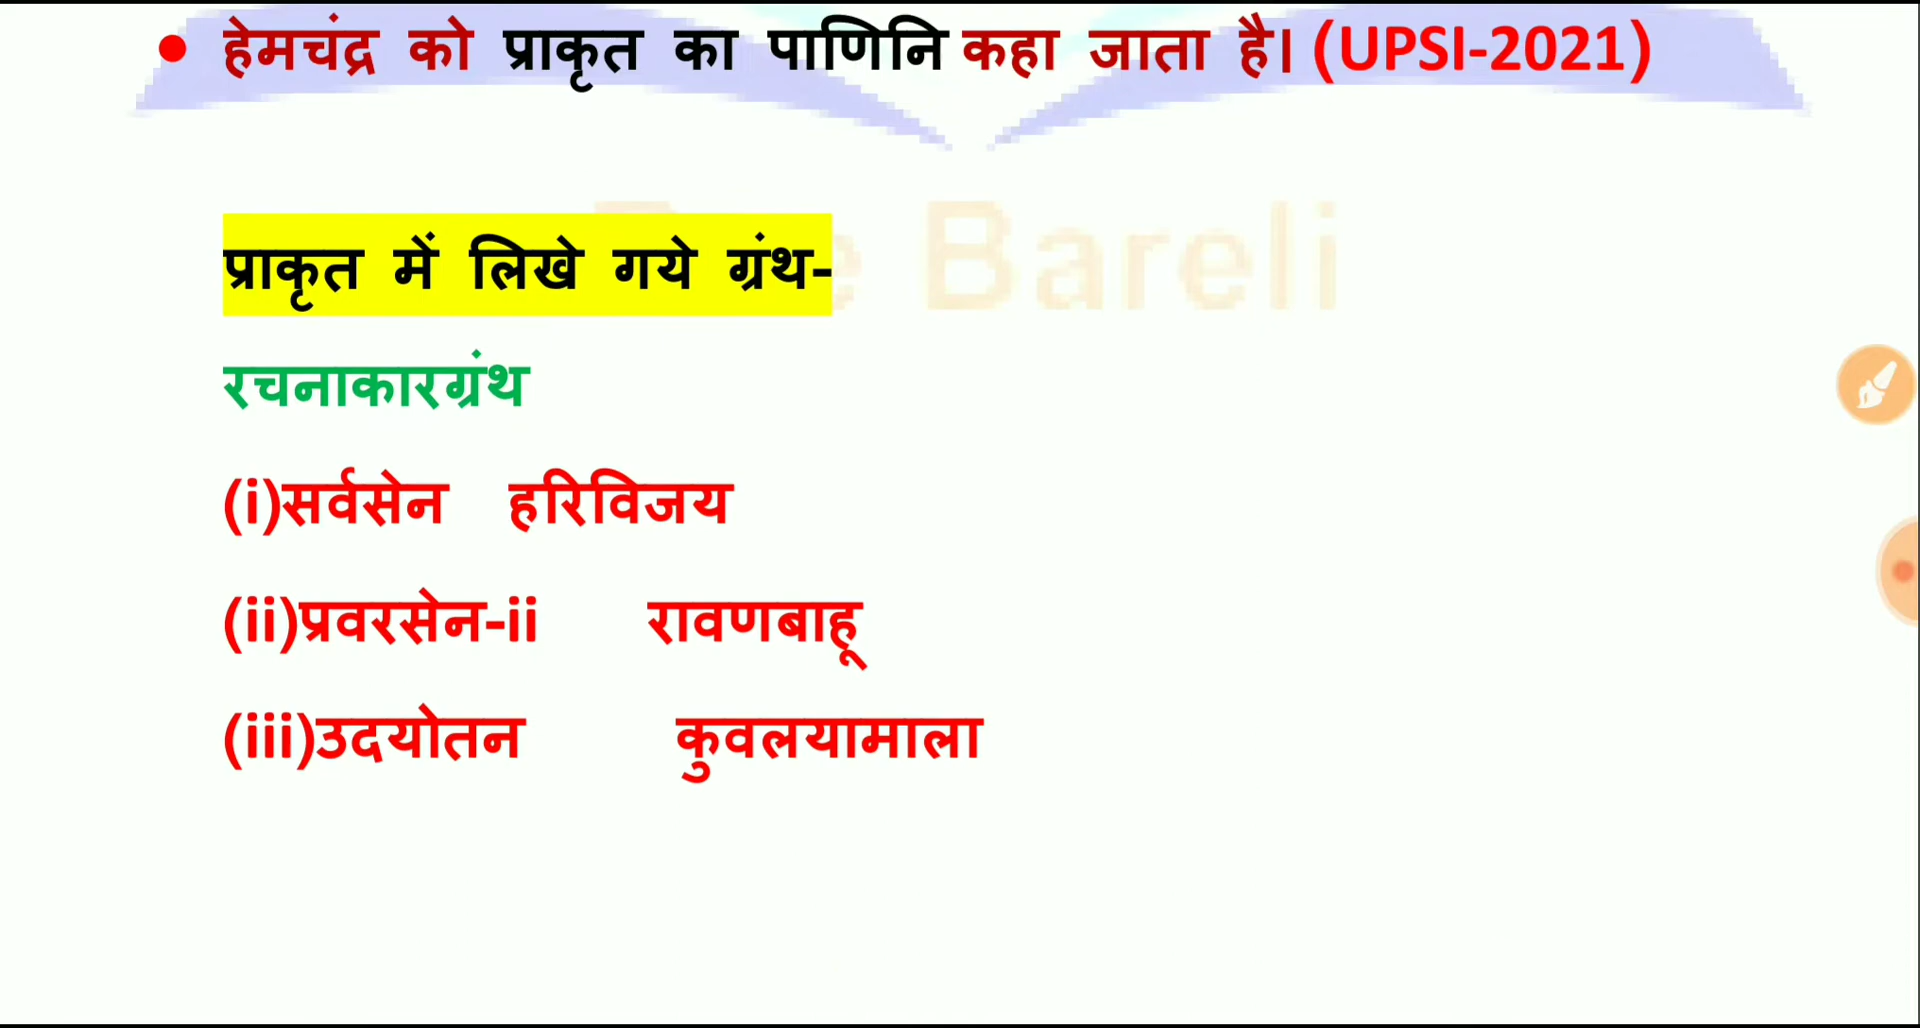 • हेमचंद्र को प्राकृत का पाणिनि कहा जाता है। (UPSI-2021)
Bareli
प्राकृत में लिखे गये ग्रंथ-
रचनाकारग्रंथ
(i)सर्वसेन हरिविजय
(ii)प्रवरसेन-ii रावणबाहू
(iii)उदयोतन कुवलयामाला